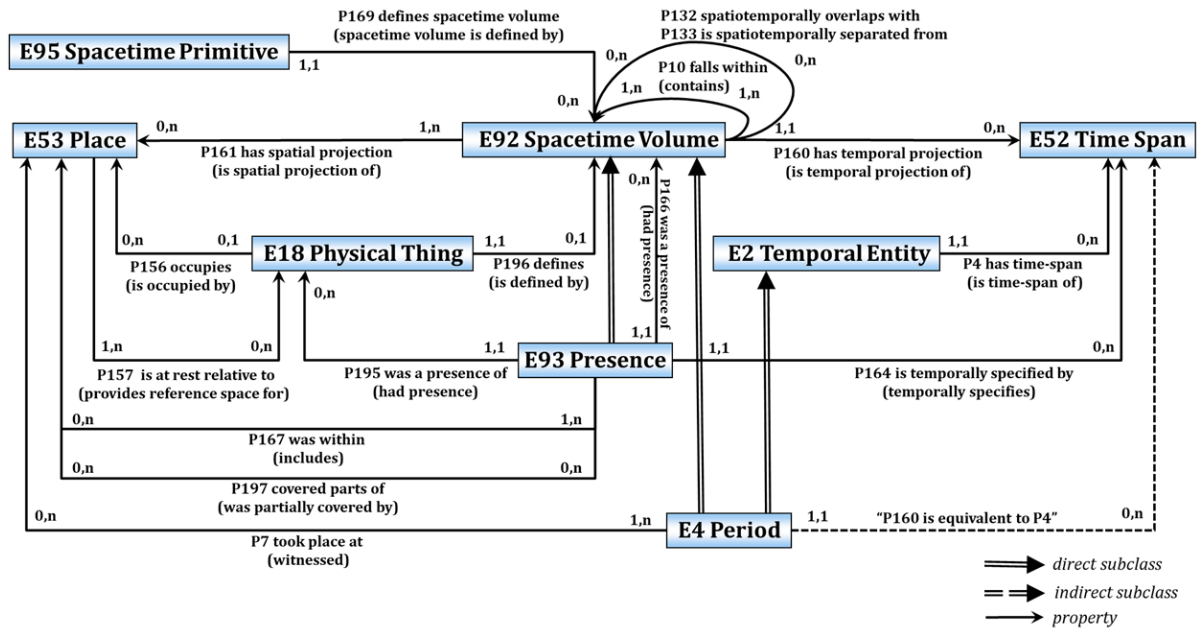 P169 defines spacetime volume
(spacetime volume is defined by)
P132 spatiotemporally overlaps with
P133 is spatiotemporally separated from
E95 Spacetime Primitive
1,1
0,n
0,n
0,n
P10 falls within
(contains)
1,n
1,n
E53 Place
0,n
1,n
E92 Spacetime Volume
1,1
0,n
E52 Time Span
P161 has spatial projection
(is spatial projection of)
P160 has temporal projection
(is temporal projection of)
0,n
P166 was a presence of
(had presence)
0,n
0,1
E18 Physical Thing
1,1
0,1
E2 Temporal Entity
1,1
0,n
P156 occupies
(is occupied by)
P196 defines
(is defined by)
P4 has time-span
(is time-span of)
0,n
1,1
1,n
0,n
1,1
E93 Presence
1,1
0,n
P157 is at rest relative to
(provides reference space for)
P195 was a presence of
(had presence)
P164 is temporally specified by
(temporally specifies)
0,n
1,n
P167 was within
(includes)
0,n
0,n
P197 covered parts of
(was partially covered by)
0,n
1,n
E4 Period
1,1
“P160 is equivalent to P4”
0,n
P7 took place at
(witnessed)
direct subclass
indirect subclass
property